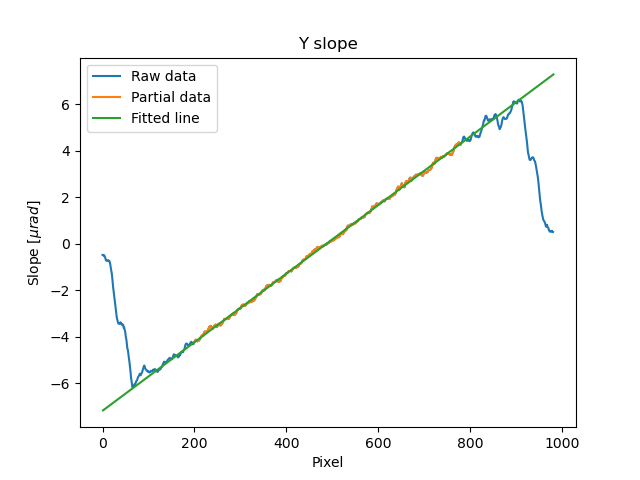 Y slope
Raw data
Partial data
Fitted line
6
4
2
0
−2
−4
−6
Slope [μrad]
0
200
400
600
800
1000
Pixel